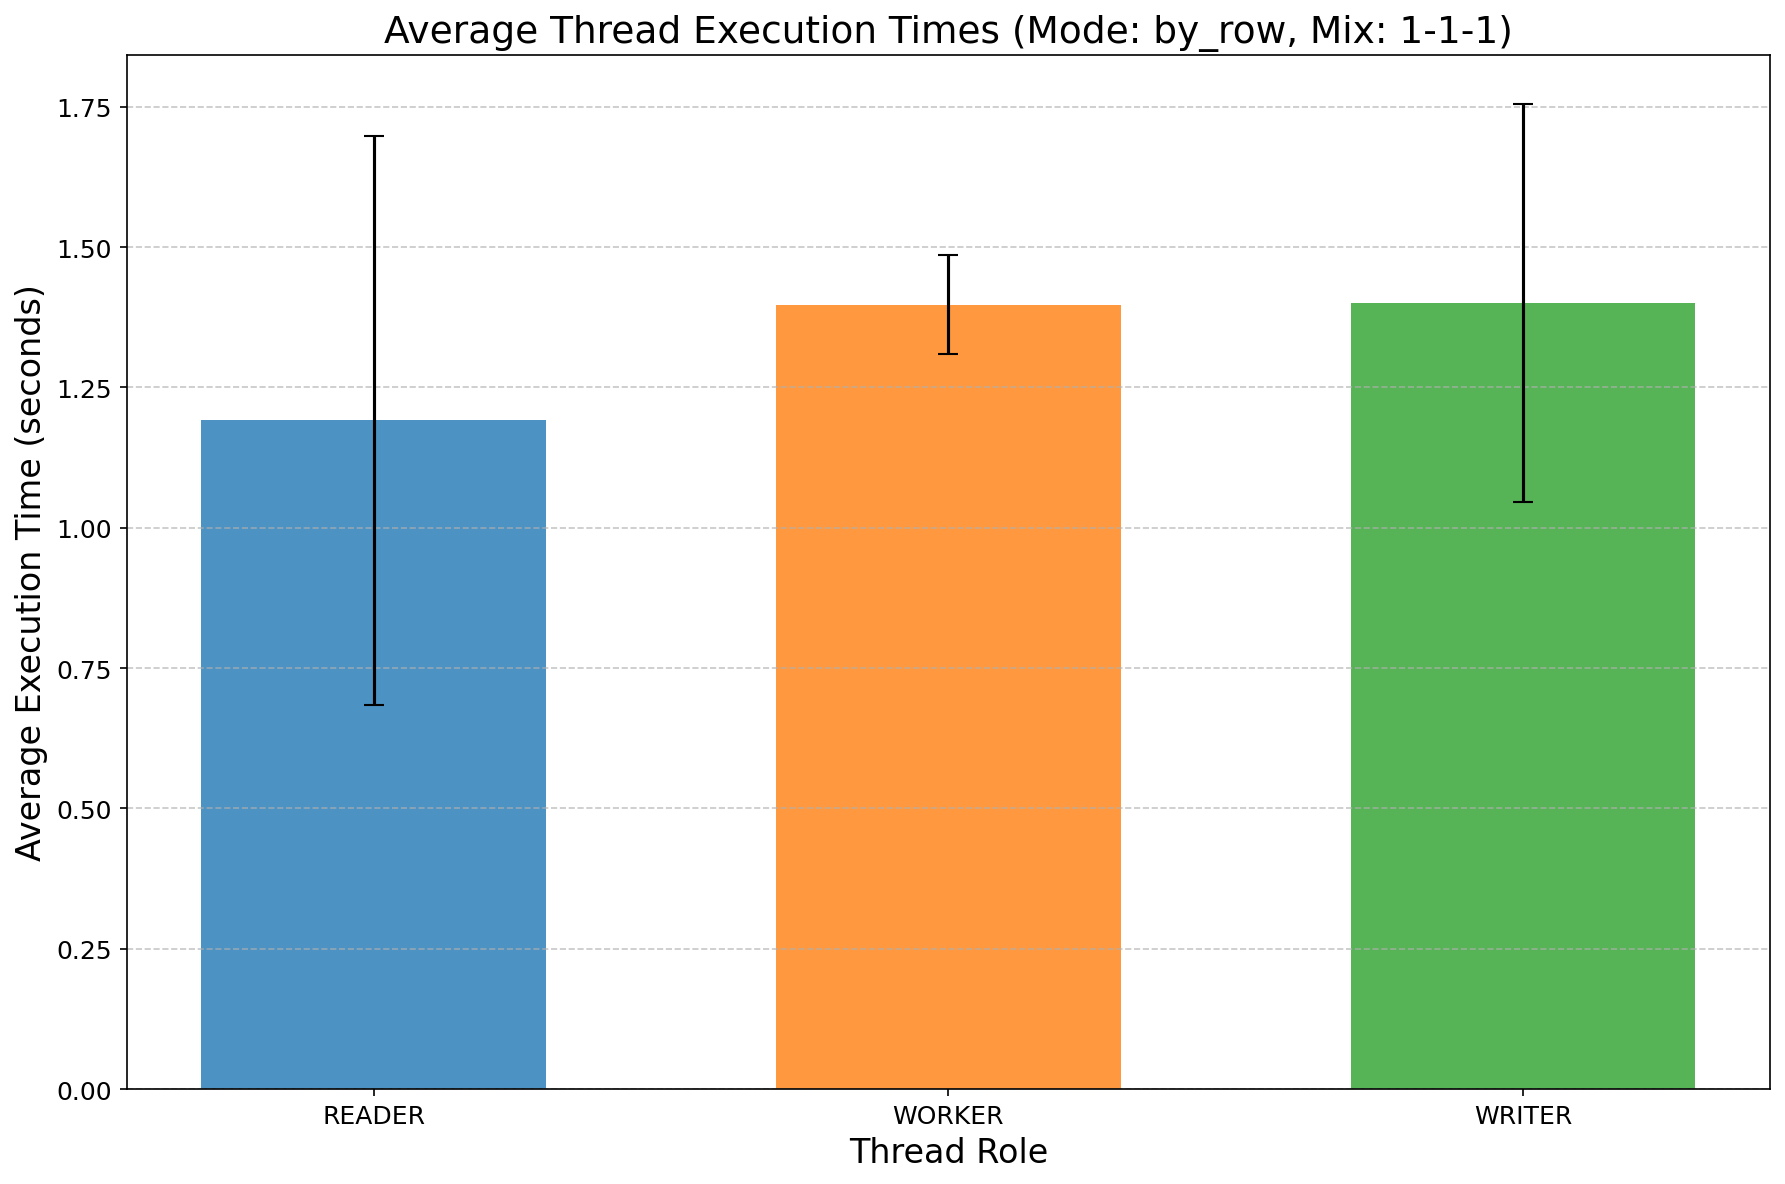 Average Thread Execution Times (Mode: by_row, Mix: 1-1-1)
Average Execution Time (seconds)
1.75
1.50
1.25
1.00
0.75
0.50
0.25
0.00
READER
WORKER
WRITER
Thread Role